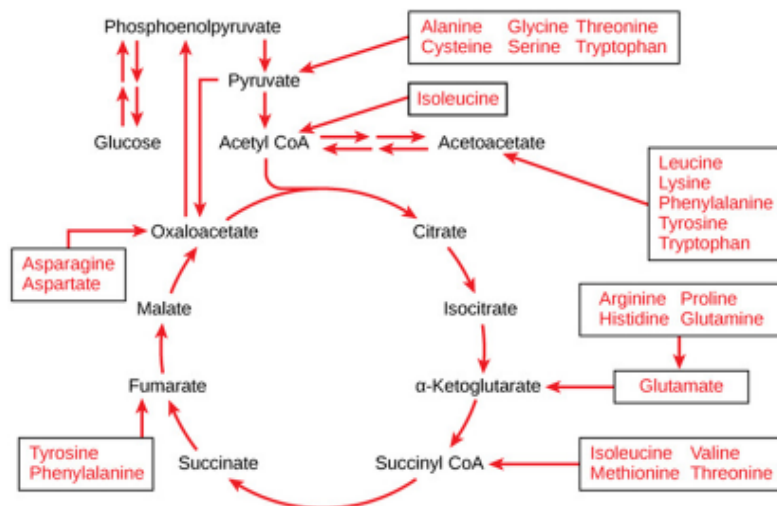 Phosphoenolpyruvate
Alanine Glycine Threonine
Cysteine Serine Tryptophan
Pyruvate
Isoleucine
Glucose
Acetyl CoA
Acetoacetate
Leucine
Lysine
Phenylalanine
Tyrosine
Tryptophan
Oxaloacetate
Citrate
Asparagine
Aspartate
Malate
Isocitrate
Arginine Proline
Histidine Glutamine
Fumarate
α-Ketoglutarate
Glutamate
Tyrosine
Phenylalanine
Succinate
Succinyl CoA
Isoleucine Valine
Methionine Threonine